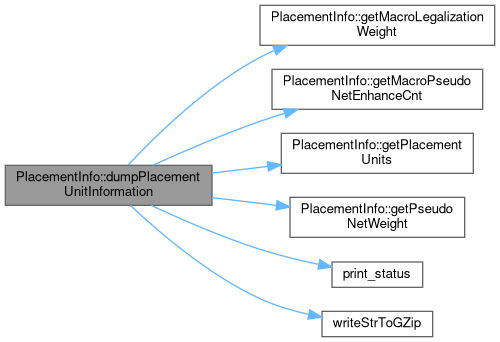 PlacementInfo::getMacroLegalization
Weight
PlacementInfo::getMacroPseudo
NetEnhanceCnt
PlacementInfo::getPlacement
Units
PlacementInfo::dumpPlacement
UnitInformation
PlacementInfo::getPseudo
NetWeight
print_status
writeStrToGZip